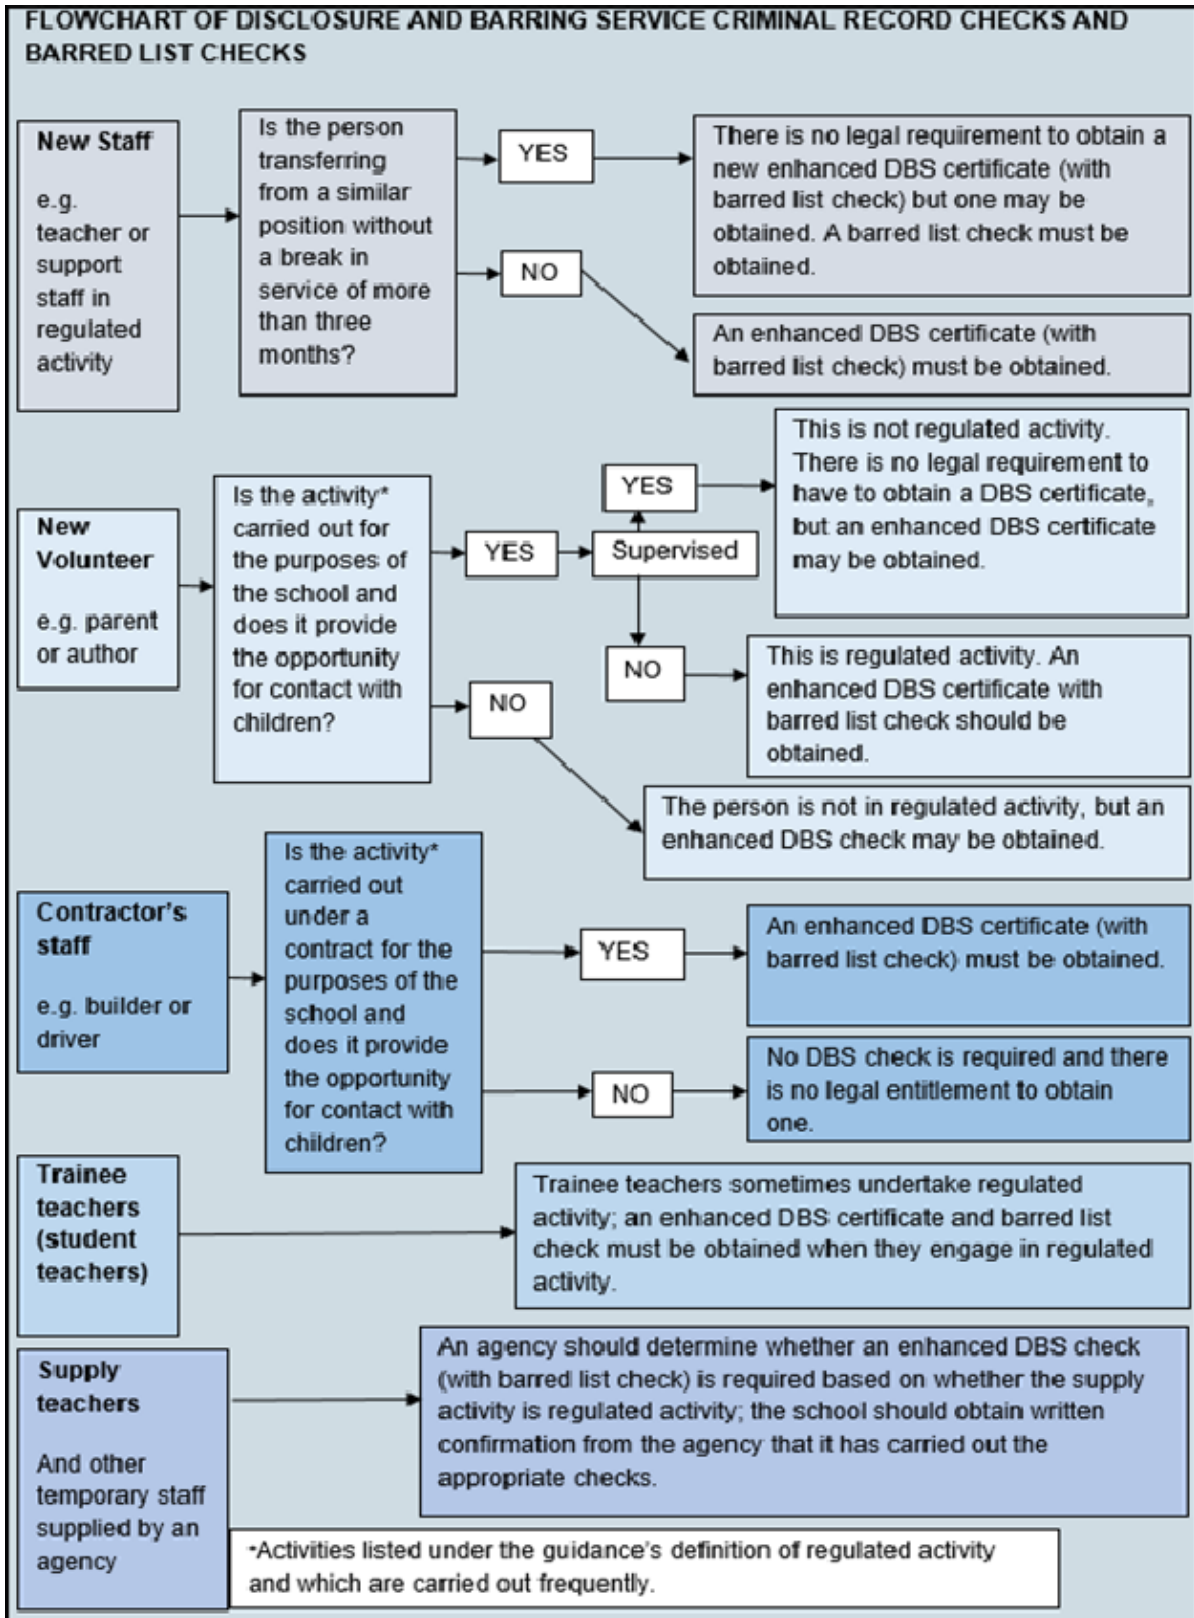 FLOWCHART OF DISCLOSURE AND BARRING SERVICE CRIMINAL RECORD CHECKS AND
BARRED LIST CHECKS
New Staff
e.g.
teacher or
support
staff in
regulated
activity
Is the person
transferring
from a similar
position without
a break in
service of more
than three
months?
YES
There is no legal requirement to obtain a
new enhanced DBS certificate (with
barred list check) but one may be
obtained. A barred list check must be
obtained.
NO
An enhanced DBS certificate (with
barred list check) must be obtained.
New
Volunteer
e.g. parent
or author
Is the activity*
carried out for
the purposes of
the school and
does it provide
the opportunity
for contact with
children?
YES
Supervised
YES
This is not regulated activity.
There is no legal requirement to
have to obtain a DBS certificate,
but an enhanced DBS certificate
may be obtained.
NO
This is regulated activity. An
enhanced DBS certificate with
barred list check should be
obtained.
NO
The person is not in regulated activity, but an
enhanced DBS check may be obtained.
Contractor's
staff
e.g. builder or
driver
Is the activity*
carried out
under a
contract for the
purposes of the
school and
does it provide
the opportunity
for contact with
children?
YES
An enhanced DBS certificate (with
barred list check) must be obtained.
NO
No DBS check is required and there
is no legal entitlement to obtain
one.
Trainee
teachers
(student
teachers)
Trainee teachers sometimes undertake regulated
activity; an enhanced DBS certificate and barred list
check must be obtained when they engage in regulated
activity.
Supply
teachers
And other
temporary staff
supplied by an
agency
An agency should determine whether an enhanced DBS check
(with barred list check) is required based on whether the supply
activity is regulated activity; the school should obtain written
confirmation from the agency that it has carried out the
appropriate checks.
*Activities listed under the guidance's definition of regulated activity
and which are carried out frequently.